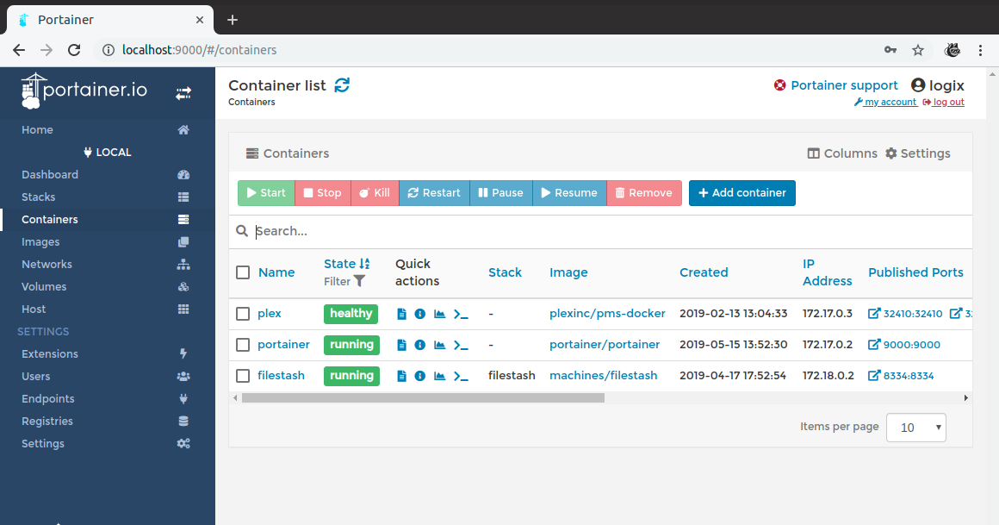 Portainer
localhost:9000/#/containers
portainer.io
Container list
Portainer support
logix
Containers
my account
log out
Home
LOCAL
Dashboard
Stacks
Containers
Images
Networks
Volumes
Host
SETTINGS
Extensions
Users
Endpoints
Registries
Settings
Containers
Columns
Settings
Start Stop Kill Restart Pause Resume Remove Add container
Search...
Name State Filter Quick actions Stack Image Created IP Address Published Ports
plex healthy - plexinc/pms-docker 2019-02-13 13:04:33 172.17.0.3 32410:32410
portainer running - portainer/portainer 2019-05-15 13:52:30 172.17.0.2 9000:9000
filestash running filestash machines/filestash 2019-04-17 17:52:54 172.18.0.2 8334:8334
Items per page 10